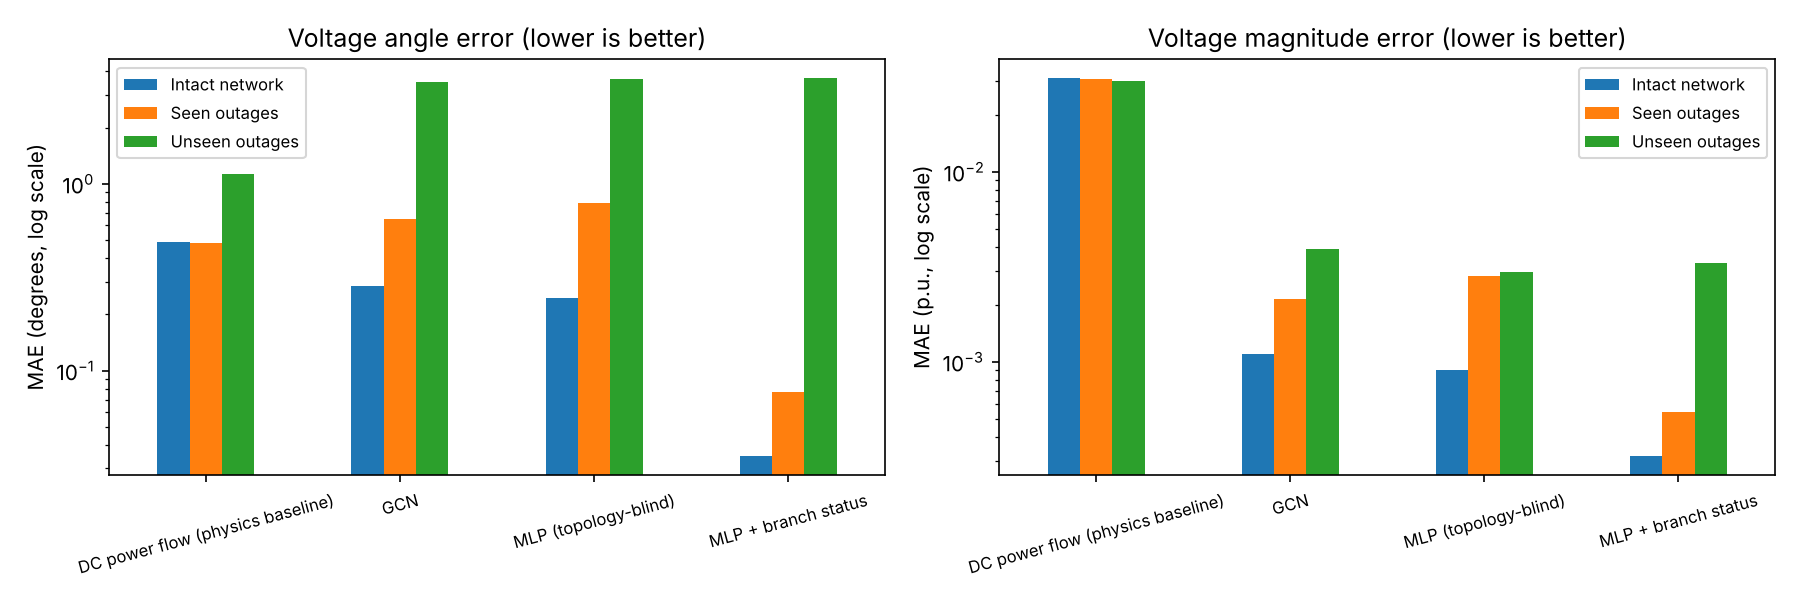 Voltage angle error (lower is better)
MAE (degrees, log scale)
10⁰
10⁻¹
Intact network
Seen outages
Unseen outages
DC power flow (physics baseline)
GCN
MLP (topology-blind)
MLP + branch status
Voltage magnitude error (lower is better)
MAE (p.u., log scale)
10⁻²
10⁻³
Intact network
Seen outages
Unseen outages
DC power flow (physics baseline)
GCN
MLP (topology-blind)
MLP + branch status